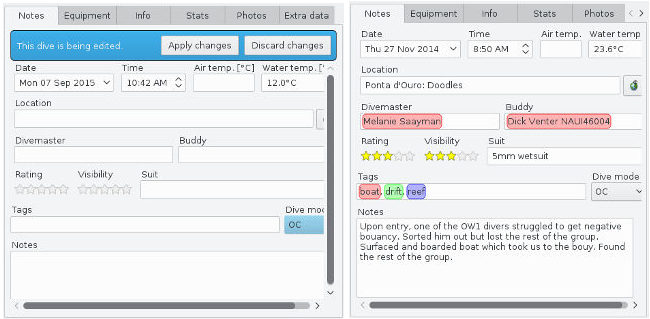 Notes Equipment Info Stats Photos Extra data
This dive is being edited. Apply changes Discard changes
Date Time Air temp. [°C] Water temp. [°
Mon 07 Sep 2015 10:42 AM 12.0°C
Location
Divemaster Buddy
Rating Visibility Suit
Tags Dive mod
OC
Notes
Notes Equipment Info Stats Photos
Date Time Air temp. Water temp
Thu 27 Nov 2014 8:50 AM 23.6°C
Location
Ponta d'Ouro: Doodles
Divemaster Buddy
Melanie Saayman Dick Venter NAUI46004
Rating Visibility Suit
5mm wetsuit
Tags Dive mode
boat, drift, reef OC
Notes
Upon entry, one of the OW1 divers struggled to get negative
bouancy. Sorted him out but lost the rest of the group.
Surfaced and boarded boat which took us to the bouy. Found
the rest of the group.